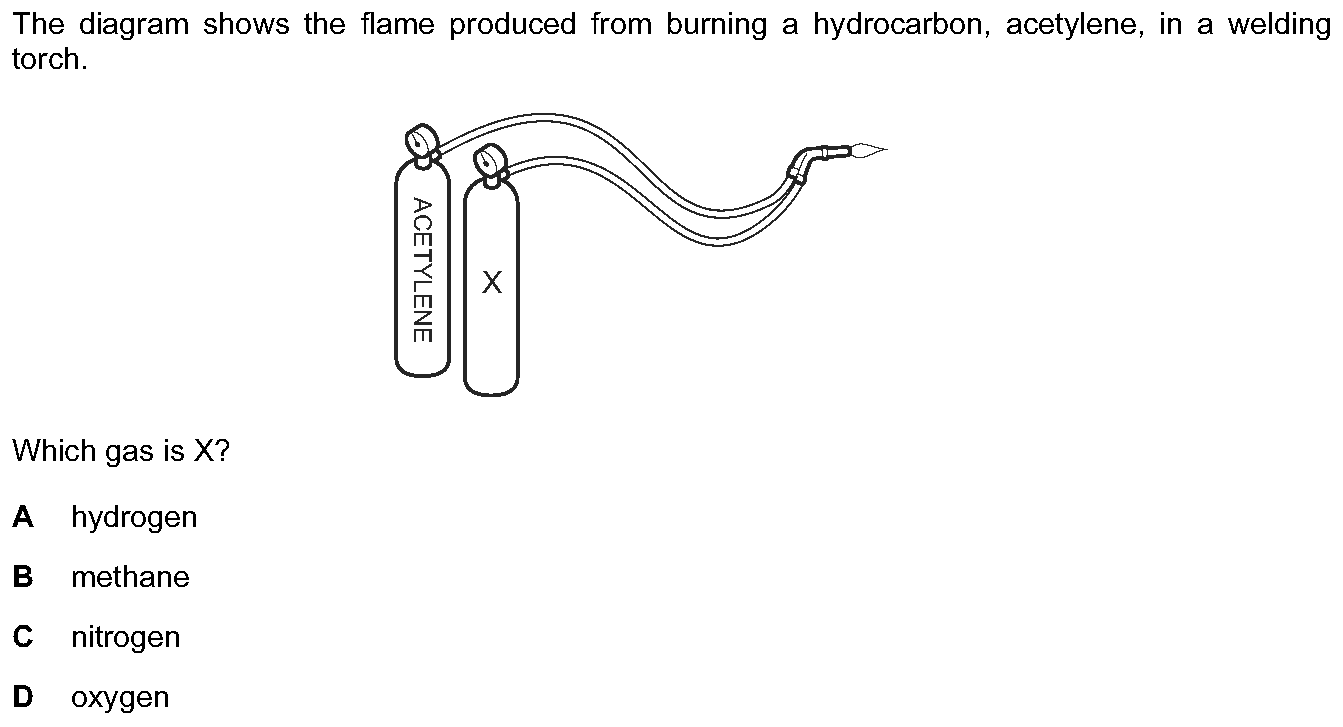 The diagram shows the flame produced from burning a hydrocarbon, acetylene, in a welding
torch.
ACETYLENE
X
Which gas is X?
A hydrogen
B methane
C nitrogen
D oxygen